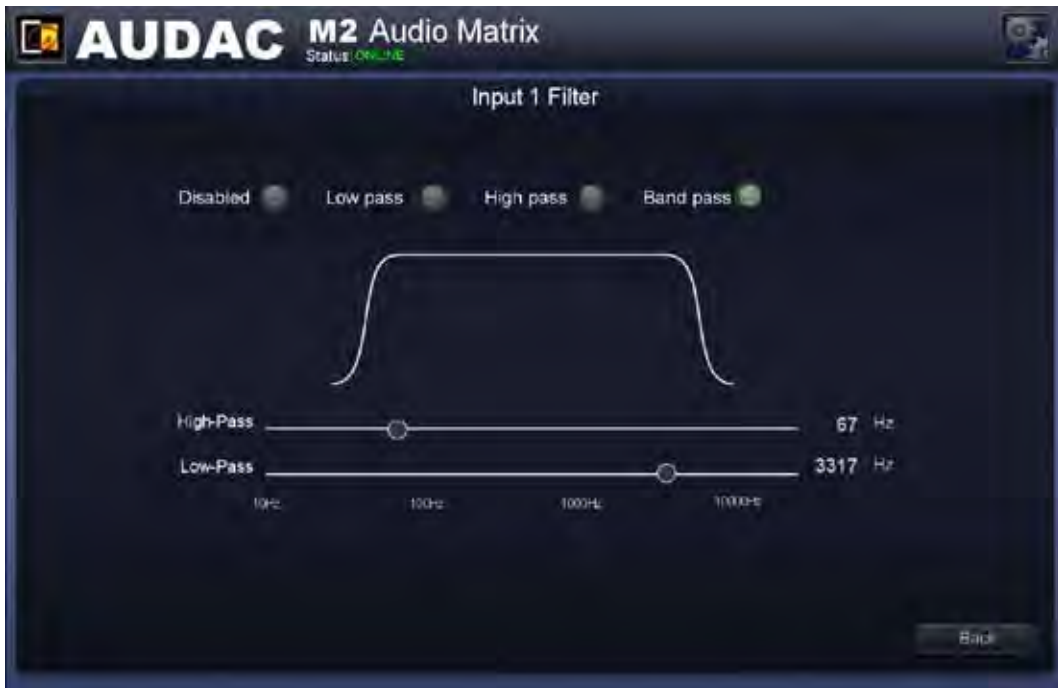 AUDAC M2 Audio Matrix
Status: ONLINE
Input 1 Filter
Disabled Low pass High pass Band pass
High-Pass 67 Hz
Low-Pass 3317 Hz
10Hz 100Hz 1000Hz 10000Hz
Back